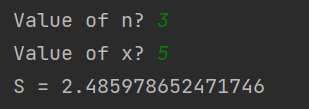 Value of n? 3
Value of x? 5
S = 2.485978652471746